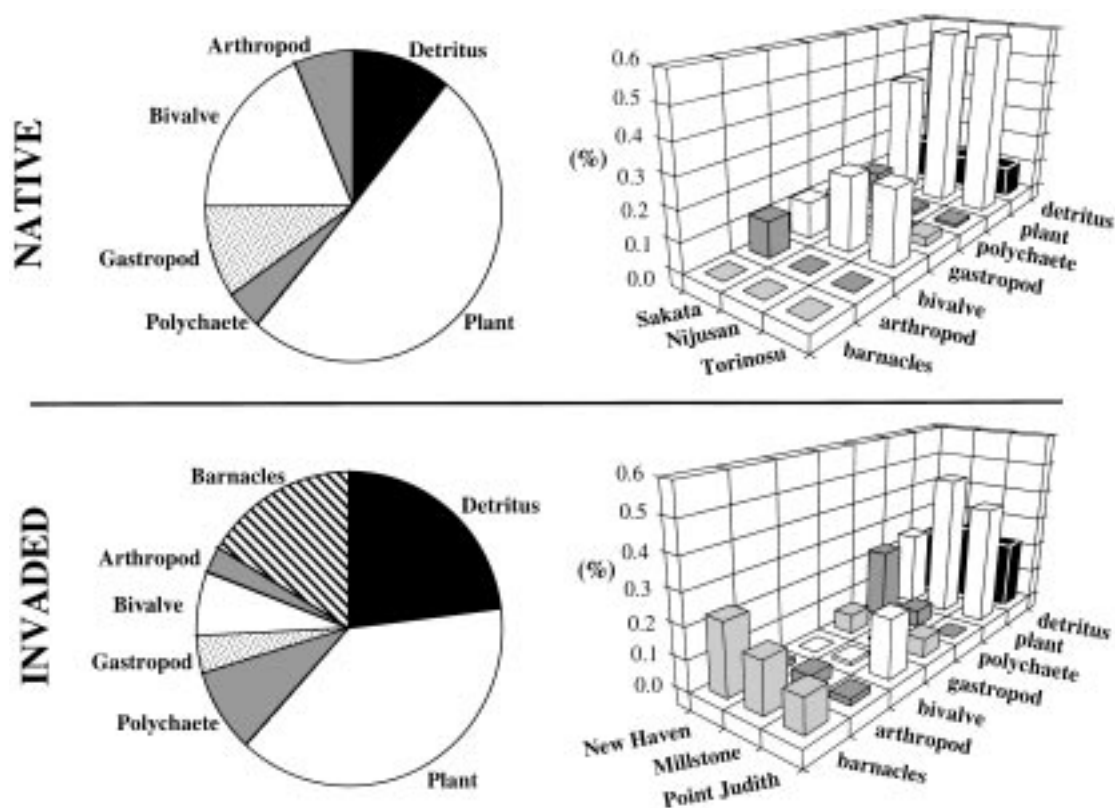 NATIVE
Arthropod
Detritus
Bivalve
Gastropod
Polychaete
Plant
0.6
0.5
0.4
(%)
0.3
0.2
0.1
0.0
Sakata
Nijusan
Torinosu
detritus
plant
polychaete
gastropod
bivalve
arthropod
barnacles
INVADED
Barnacles
Detritus
Arthropod
Bivalve
Gastropod
Polychaete
Plant
0.6
0.5
0.4
(%)
0.3
0.2
0.1
0.0
New Haven
Millstone
Point Judith
detritus
plant
polychaete
gastropod
bivalve
arthropod
barnacles